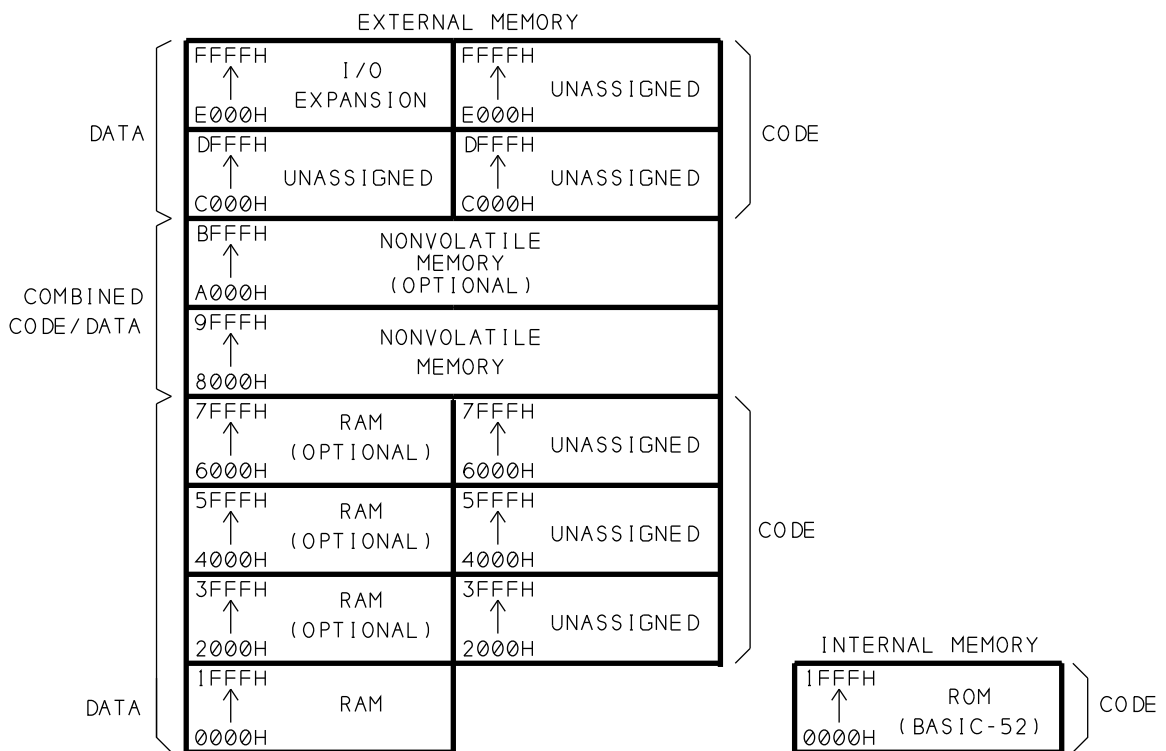 EXTERNAL MEMORY
FFFFH
I/O
EXPANSION
E000H
FFFFH
UNASSIGNED
E000H
DATA
CODE
DFFFH
UNASSIGNED
C000H
DFFFH
UNASSIGNED
C000H
BFFFH
NONVOLATILE
MEMORY
(OPTIONAL)
A000H
COMBINED
CODE/DATA
9FFFH
NONVOLATILE
MEMORY
8000H
7FFFH
RAM
(OPTIONAL)
6000H
7FFFH
UNASSIGNED
6000H
5FFFH
RAM
(OPTIONAL)
4000H
5FFFH
UNASSIGNED
4000H
CODE
3FFFH
RAM
(OPTIONAL)
2000H
3FFFH
UNASSIGNED
2000H
DATA
1FFFH
RAM
0000H
INTERNAL MEMORY
1FFFH
ROM
(BASIC-52)
0000H
CODE